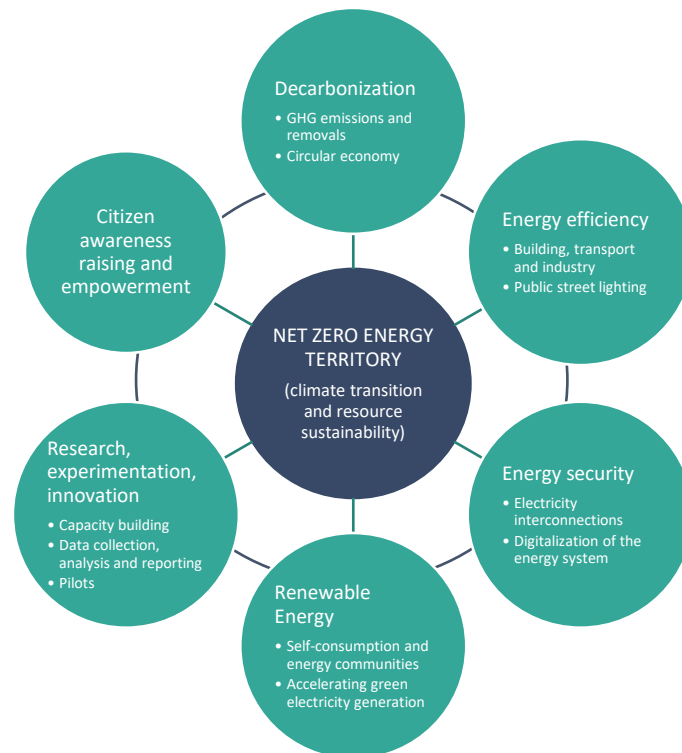 Decarbonization
• GHG emissions and
removals
• Circular economy
Energy efficiency
• Building, transport
and industry
• Public street lighting
Citizen
awareness
raising and
empowerment
NET ZERO ENERGY
TERRITORY
(climate transition
and resource
sustainability)
Research,
experimentation,
innovation
• Capacity building
• Data collection,
analysis and reporting
• Pilots
Energy security
• Electricity
interconnections
• Digitalization of the
energy system
Renewable
Energy
• Self-consumption and
energy communities
• Accelerating green
electricity generation